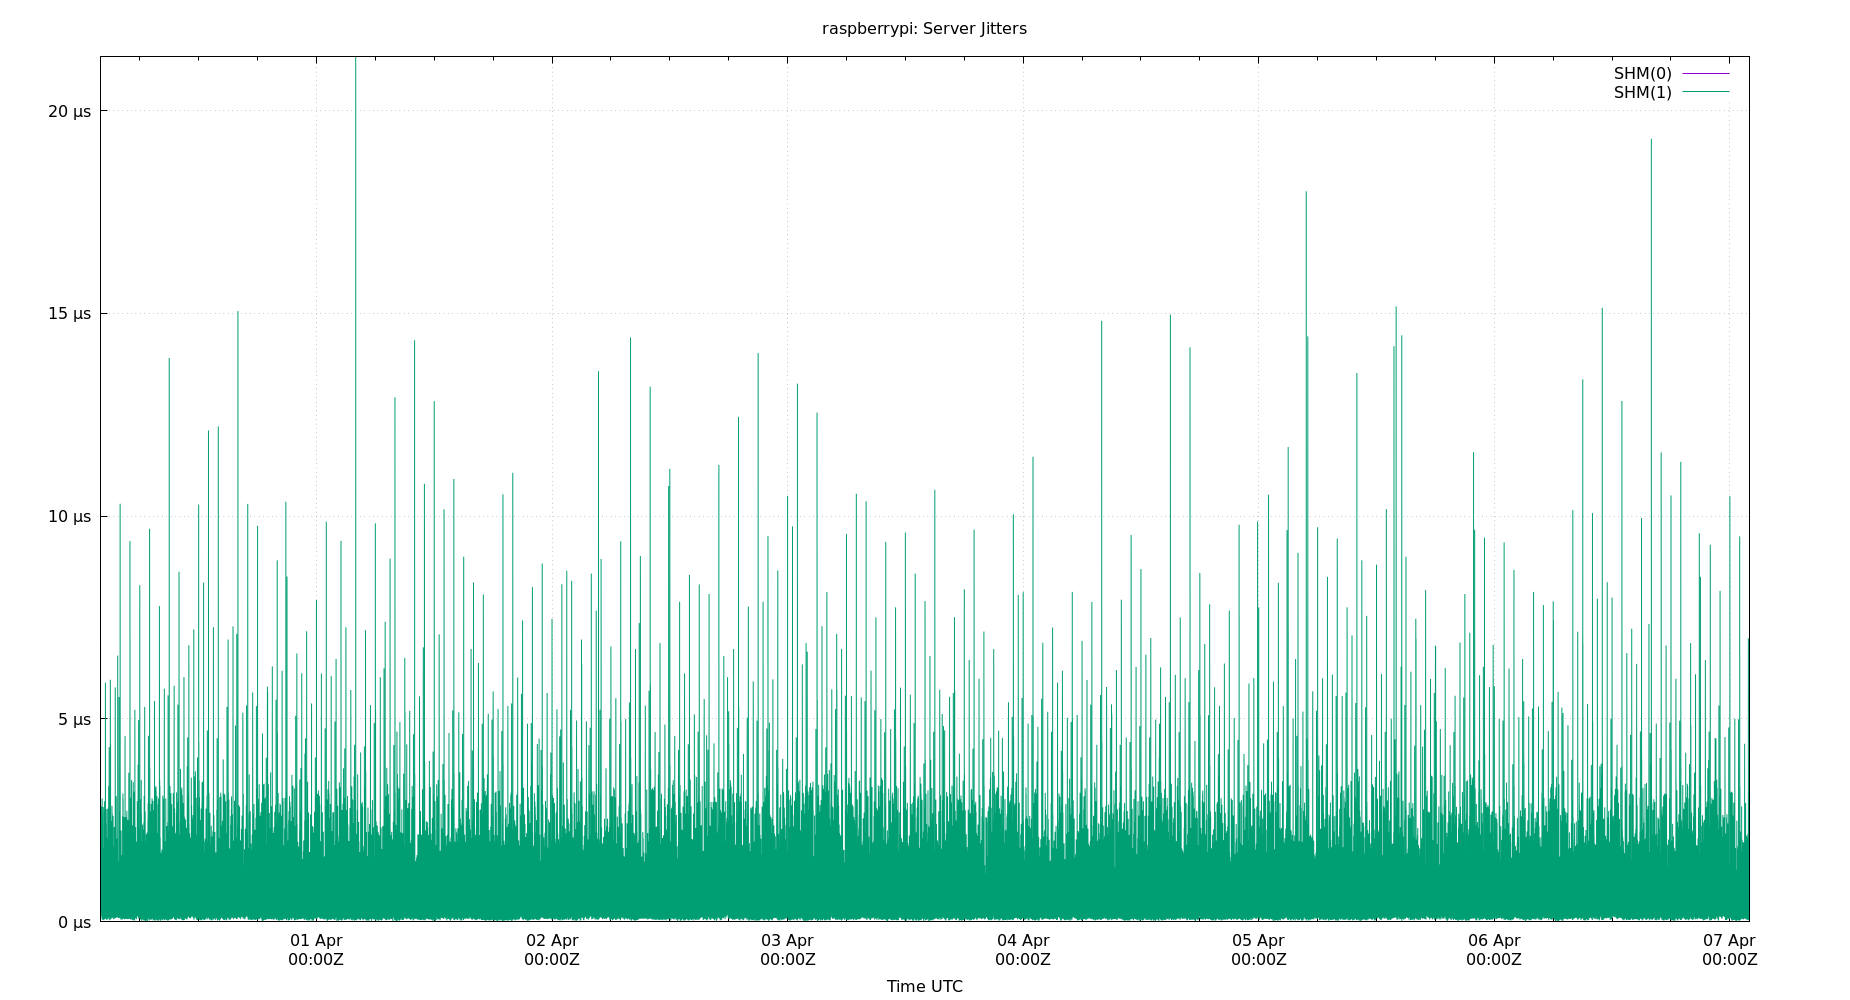 raspberrypi: Server Jitters
SHM(0)
SHM(1)
20 µs
15 µs
10 µs
5 µs
0 µs
01 Apr
00:00Z
02 Apr
00:00Z
03 Apr
00:00Z
04 Apr
00:00Z
05 Apr
00:00Z
06 Apr
00:00Z
07 Apr
00:00Z
Time UTC